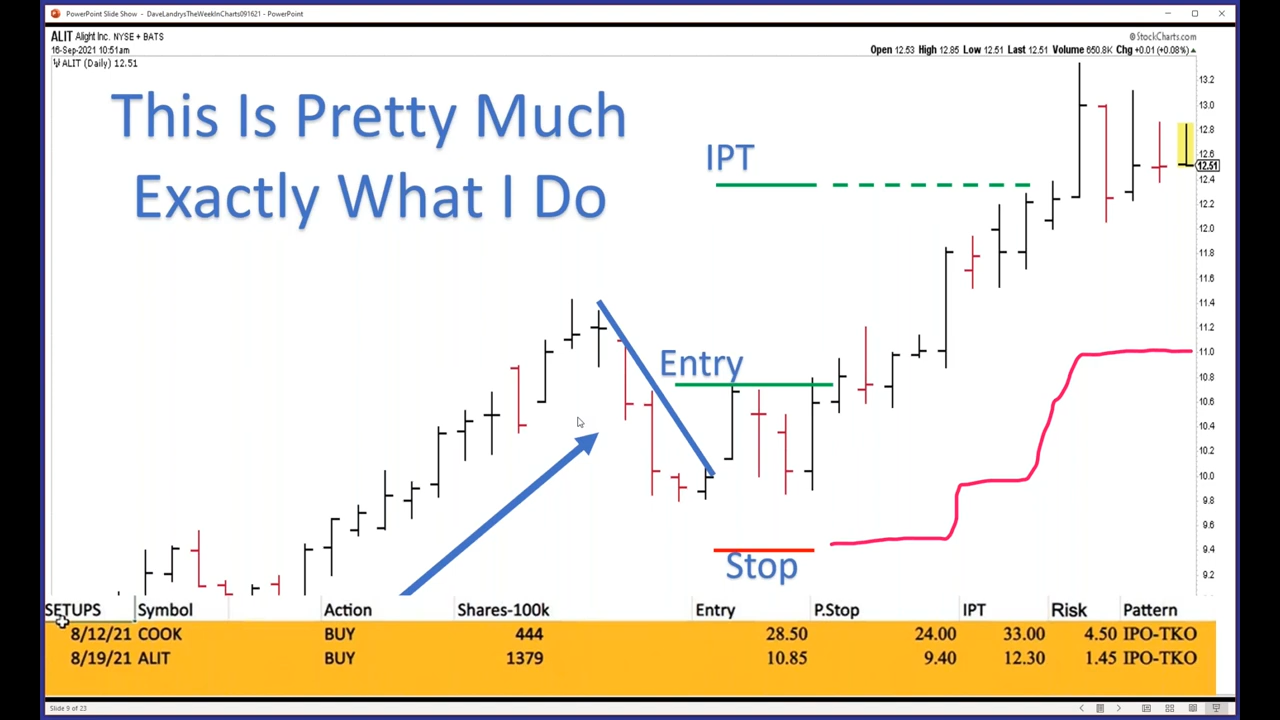 PowerPoint Slide Show - DaveLandrysTheWeekInCharts091621 - PowerPoint
ALIT Alight Inc. NYSE + BATS
© StockCharts.com
16-Sep-2021 10:51am
Open 12.53 High 12.85 Low 12.51 Last 12.51 Volume 650.8K Chg +0.01 (+0.08%)
ALIT (Daily) 12.51
This Is Pretty Much
Exactly What I Do
IPT
Entry
Stop
13.2
13.0
12.8
12.6
12.51
12.4
12.2
12.0
11.8
11.6
11.4
11.2
11.0
10.8
10.6
10.4
10.2
10.0
9.8
9.6
9.4
9.2
SETUPS Symbol Action Shares-100k Entry P.Stop IPT Risk Pattern
8/12/21 COOK BUY 444 28.50 24.00 33.00 4.50 IPO-TKO
8/19/21 ALIT BUY 1379 10.85 9.40 12.30 1.45 IPO-TKO
Slide 9 of 23